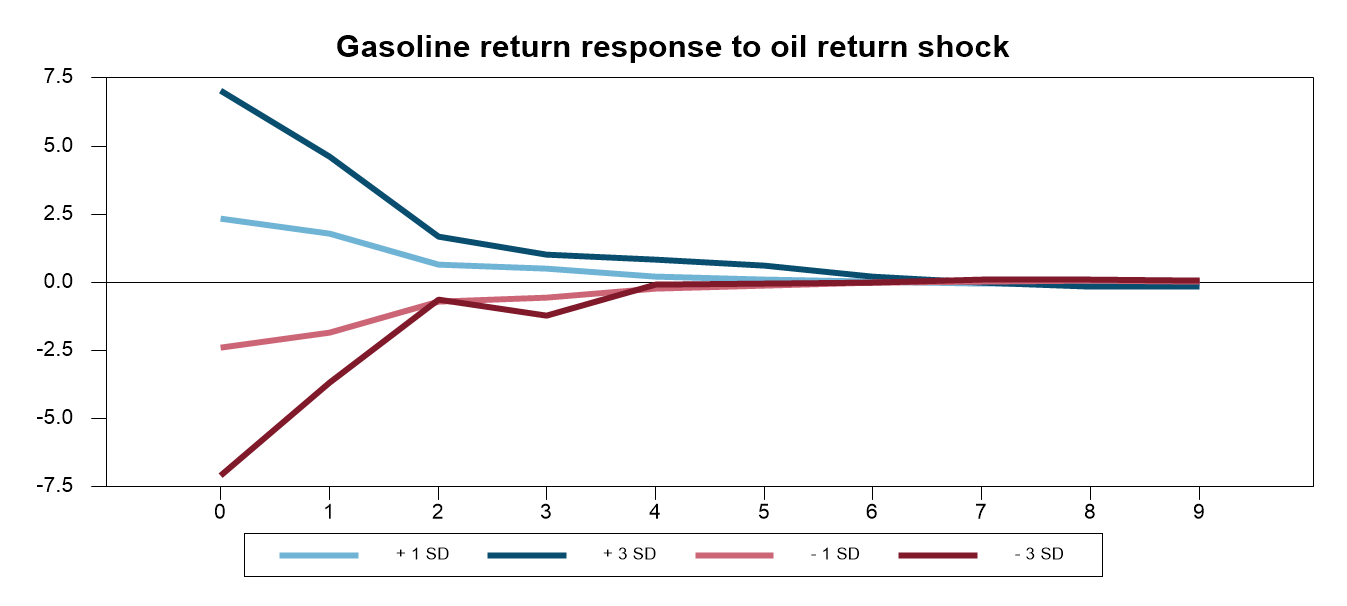 Gasoline return response to oil return shock
7.5
5.0
2.5
0.0
-2.5
-5.0
-7.5
0 1 2 3 4 5 6 7 8 9
+ 1 SD + 3 SD - 1 SD - 3 SD